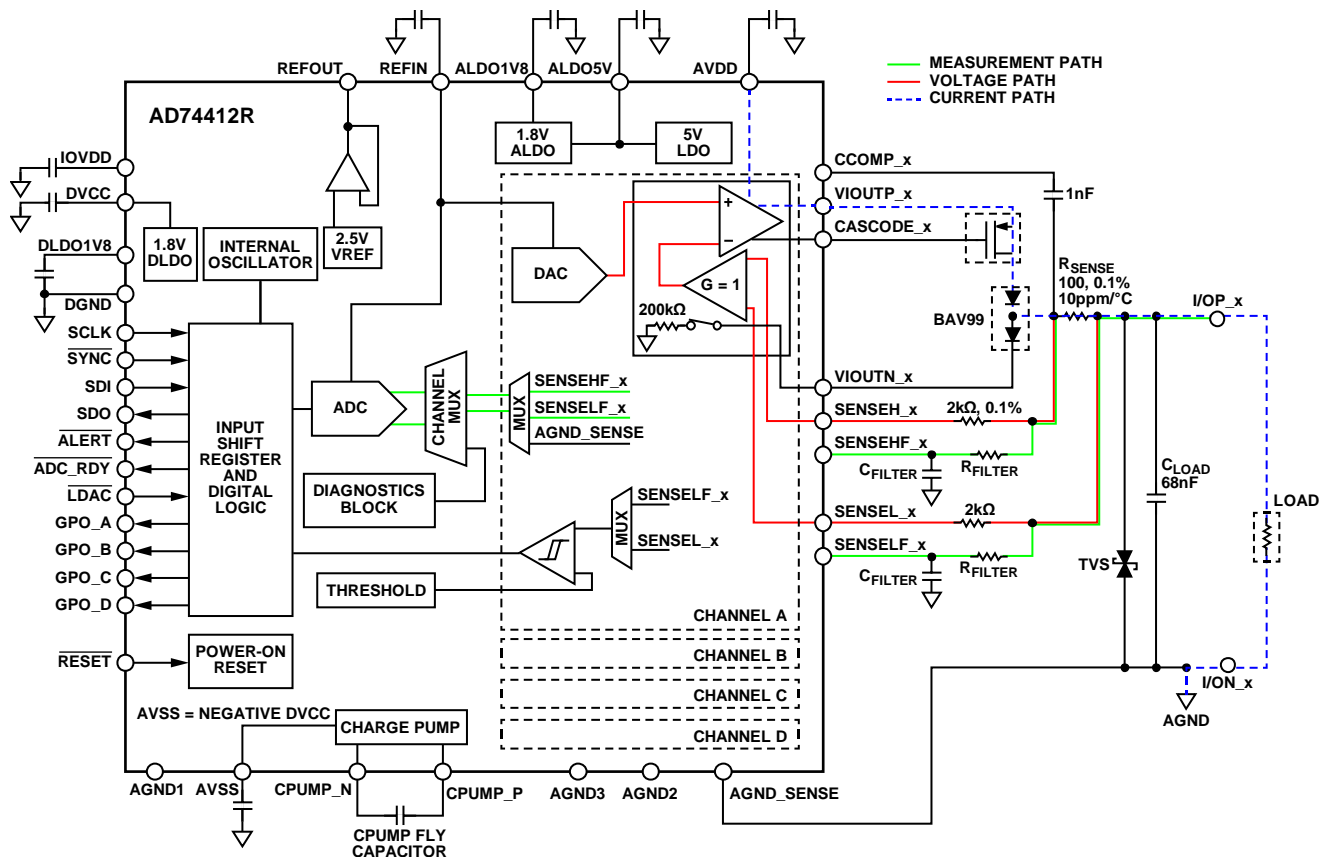 REFOUT
REFIN
ALDO1V8
ALDO5V
AVDD
MEASUREMENT PATH
VOLTAGE PATH
CURRENT PATH
AD74412R
IOVDD
DVCC
DLDO1V8
DGND
SCLK
SYNC
SDI
SDO
ALERT
ADC_RDY
LDAC
GPO_A
GPO_B
GPO_C
GPO_D
RESET
1.8V
DLDO
INTERNAL
OSCILLATOR
2.5V
VREF
1.8V
ALDO
5V
LDO
INPUT
SHIFT
REGISTER
AND
DIGITAL
LOGIC
POWER-ON
RESET
ADC
CHANNEL
MUX
MUX
SENSEHF_x
SENSELF_x
AGND_SENSE
DIAGNOSTICS
BLOCK
THRESHOLD
MUX
SENSELF_x
SENSEL_x
DAC
+
−
G = 1
200kΩ
CHANNEL A
CHANNEL B
CHANNEL C
CHANNEL D
CCOMP_x
VIOUTP_x
CASCODE_x
VIOUTN_x
SENSEH_x
SENSEHF_x
SENSEL_x
SENSELF_x
1nF
RSENSE
100, 0.1%
10ppm/°C
BAV99
I/OP_x
2kΩ, 0.1%
CFILTER
RFILTER
2kΩ
CFILTER
RFILTER
CLOAD
68nF
TVS
LOAD
I/ON_x
AGND
AVSS = NEGATIVE DVCC
CHARGE PUMP
AGND1
AVSS
CPUMP_N
CPUMP_P
AGND3
AGND2
AGND_SENSE
CPUMP FLY
CAPACITOR